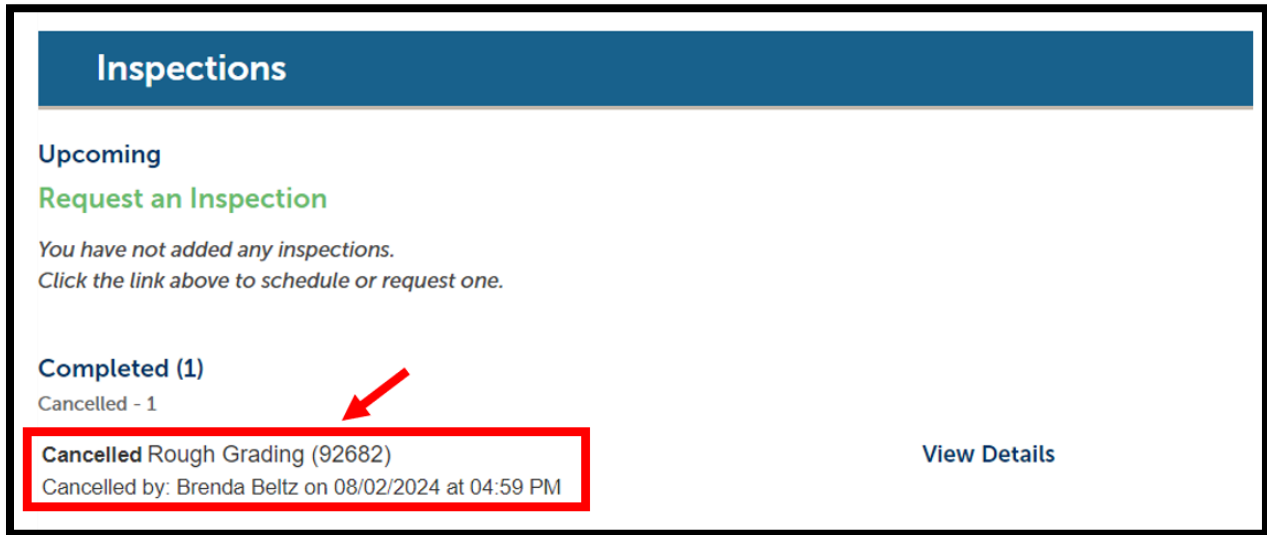 Inspections
Upcoming
Request an Inspection
You have not added any inspections.
Click the link above to schedule or request one.
Completed (1)
Cancelled - 1
Cancelled Rough Grading (92682)
View Details
Cancelled by: Brenda Beltz on 08/02/2024 at 04:59 PM